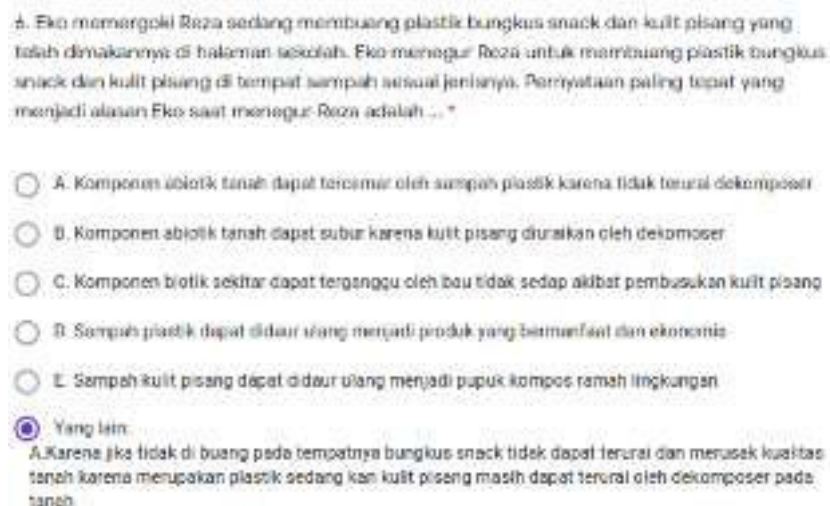 6. Eko memergoki Reza sedang membuang plastik bungkus snack dan kulit pisang yang
telah dimakannya di halaman sekolah. Eko menegur Reza untuk membuang plastik bungkus
snack dan kulit pisang di tempat sampah sesuai jenisnya. Pernyataan paling tepat yang
menjadi alasan Eko saat menegur Reza adalah ... *
A. Komponen abiotik tanah dapat tercemar oleh sampah plastik karena tidak terurai dekomposer
B. Komponen abiotik tanah dapat subur karena kulit pisang diuraikan oleh dekomoser
C. Komponen biotik sekitar dapat terganggu oleh bau tidak sedap akibat pembusukan kulit pisang
D. Sampah plastik dapat didaur ulang menjadi produk yang bermanfaat dan ekonomis
E. Sampah kulit pisang dapat didaur ulang menjadi pupuk kompos ramah lingkungan
Yang lain:
A.Karena jika tidak di buang pada tempatnya bungkus snack tidak dapat terurai dan merusak kualitas
tanah karena merupakan plastik sedang kan kulit pisang masih dapat terurai oleh dekomposer pada
tanah